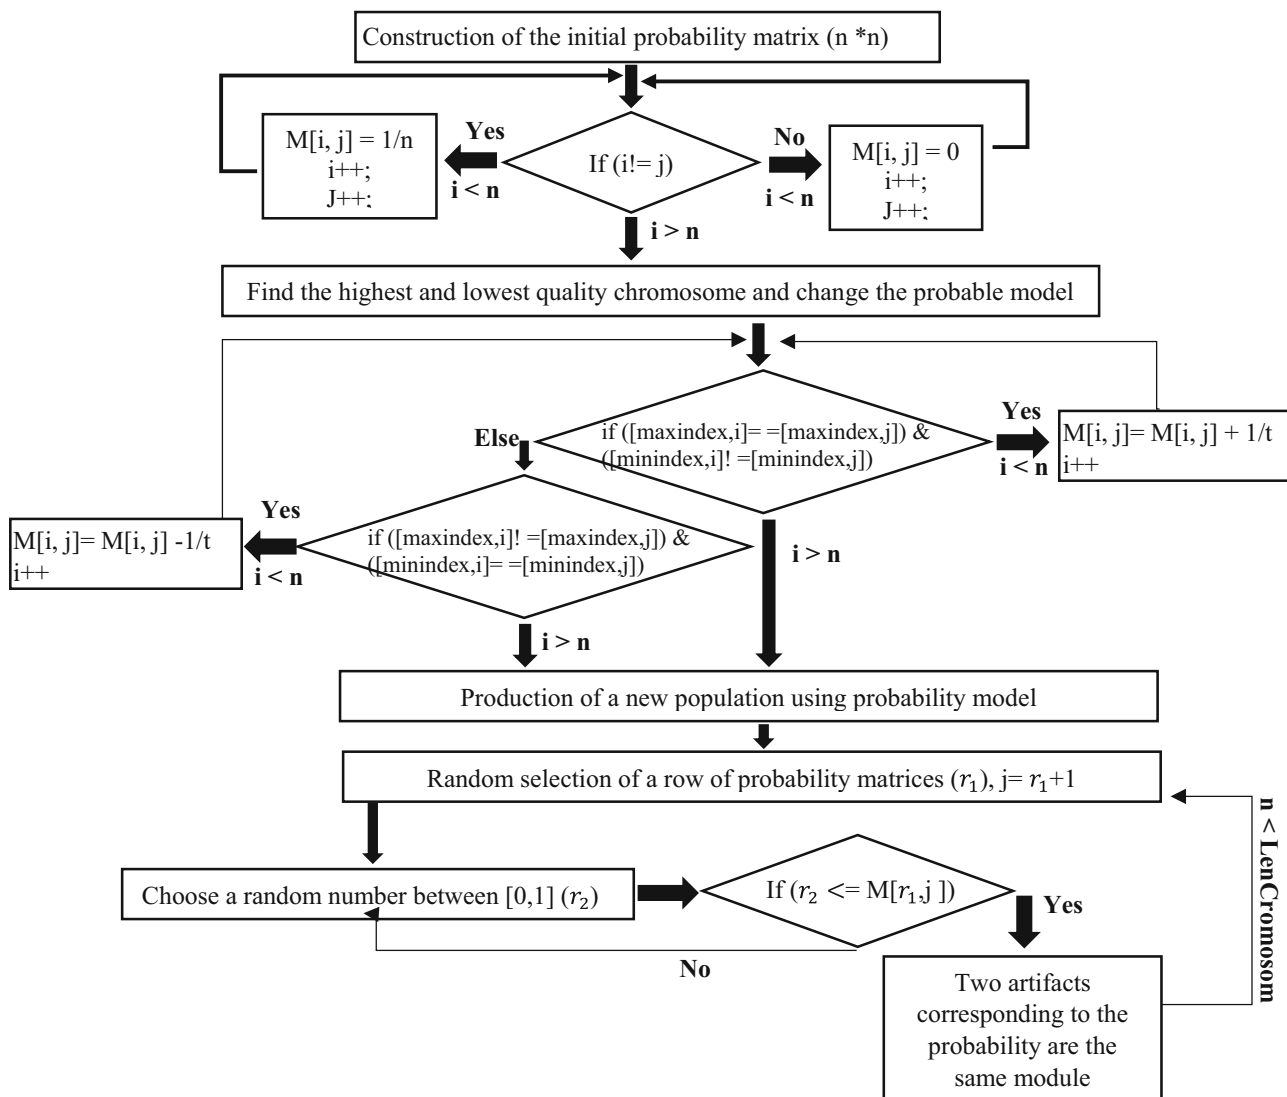 Construction of the initial probability matrix (n *n)
M[i, j] = 1/n
i++;
J++;
Yes
i < n
If (i!= j)
No
i < n
M[i, j] = 0
i++;
J++;
i > n
Find the highest and lowest quality chromosome and change the probable model
Else
if ([maxindex,i]= =[maxindex,j]) &
([minindex,i]! =[minindex,j])
Yes
i < n
M[i, j]= M[i, j] + 1/t
i++
M[i, j]= M[i, j] -1/t
i++
Yes
i < n
if ([maxindex,i]! =[maxindex,j]) &
([minindex,i]= =[minindex,j])
i > n
i > n
Production of a new population using probability model
Random selection of a row of probability matrices (r₁), j= r₁+1
Choose a random number between [0,1] (r₂)
If (r₂ <= M[r₁,j ])
Yes
No
n < LenCromosom
Two artifacts
corresponding to the
probability are the
same module